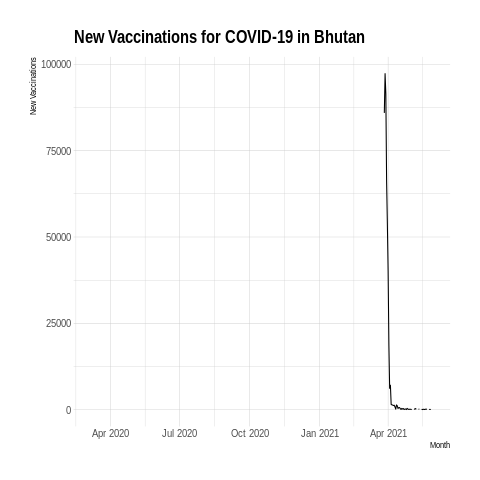 New Vaccinations for COVID-19 in Bhutan
New Vaccinations
100000
75000
50000
25000
0
Apr 2020 Jul 2020 Oct 2020 Jan 2021 Apr 2021
Month